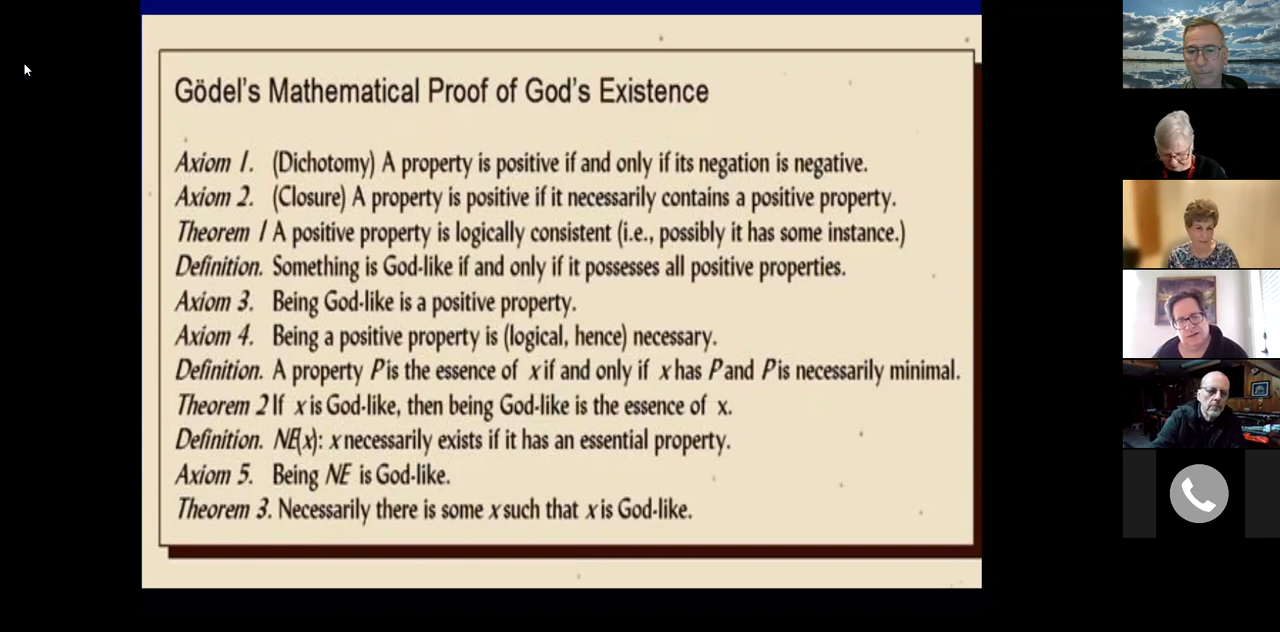 Gödel's Mathematical Proof of God's Existence
Axiom 1. (Dichotomy) A property is positive if and only if its negation is negative.
Axiom 2. (Closure) A property is positive if it necessarily contains a positive property.
Theorem 1 A positive property is logically consistent (i.e., possibly it has some instance.)
Definition. Something is God-like if and only if it possesses all positive properties.
Axiom 3. Being God-like is a positive property.
Axiom 4. Being a positive property is (logical, hence) necessary.
Definition. A property P is the essence of x if and only if x has P and P is necessarily minimal.
Theorem 2 If x is God-like, then being God-like is the essence of x.
Definition. NE(x): x necessarily exists if it has an essential property.
Axiom 5. Being NE is God-like.
Theorem 3. Necessarily there is some x such that x is God-like.